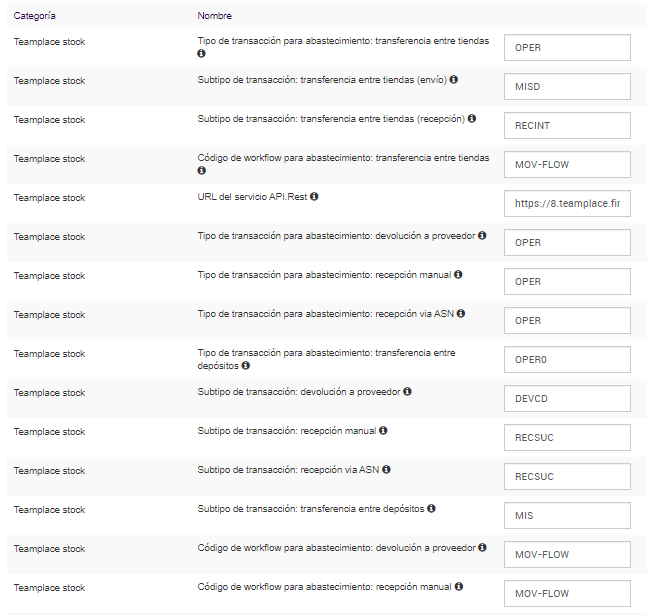 Categoría Nombre
Teamplace stock Tipo de transacción para abastecimiento: transferencia entre tiendas OPER
Teamplace stock Subtipo de transacción: transferencia entre tiendas (envío) MISD
Teamplace stock Subtipo de transacción: transferencia entre tiendas (recepción) RECINT
Teamplace stock Código de workflow para abastecimiento: transferencia entre tiendas MOV-FLOW
Teamplace stock URL del servicio API.Rest https://8.teamplace.fir
Teamplace stock Tipo de transacción para abastecimiento: devolución a proveedor OPER
Teamplace stock Tipo de transacción para abastecimiento: recepción manual OPER
Teamplace stock Tipo de transacción para abastecimiento: recepción via ASN OPER
Teamplace stock Tipo de transacción para abastecimiento: transferencia entre
depósitos OPER0
Teamplace stock Subtipo de transacción: devolución a proveedor DEVCD
Teamplace stock Subtipo de transacción: recepción manual RECSUC
Teamplace stock Subtipo de transacción: recepción via ASN RECSUC
Teamplace stock Subtipo de transacción: transferencia entre depósitos MIS
Teamplace stock Código de workflow para abastecimiento: devolución a proveedor MOV-FLOW
Teamplace stock Código de workflow para abastecimiento: recepción manual MOV-FLOW